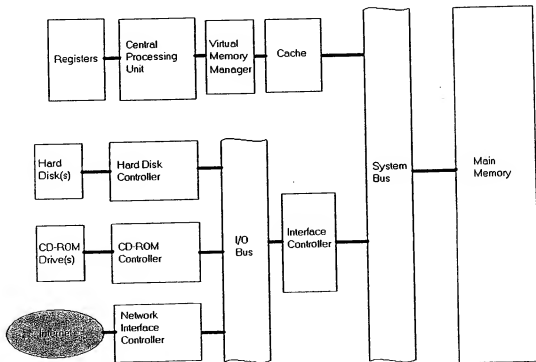 Registers
Central
Processing
Unit
Virtual
Memory
Manager
Cache
Hard
Disk(s)
Hard Disk
Controller
CD-ROM
Drive(s)
CD-ROM
Controller
Internet
Network
Interface
Controller
I/O
Bus
Interface
Controller
System
Bus
Main
Memory